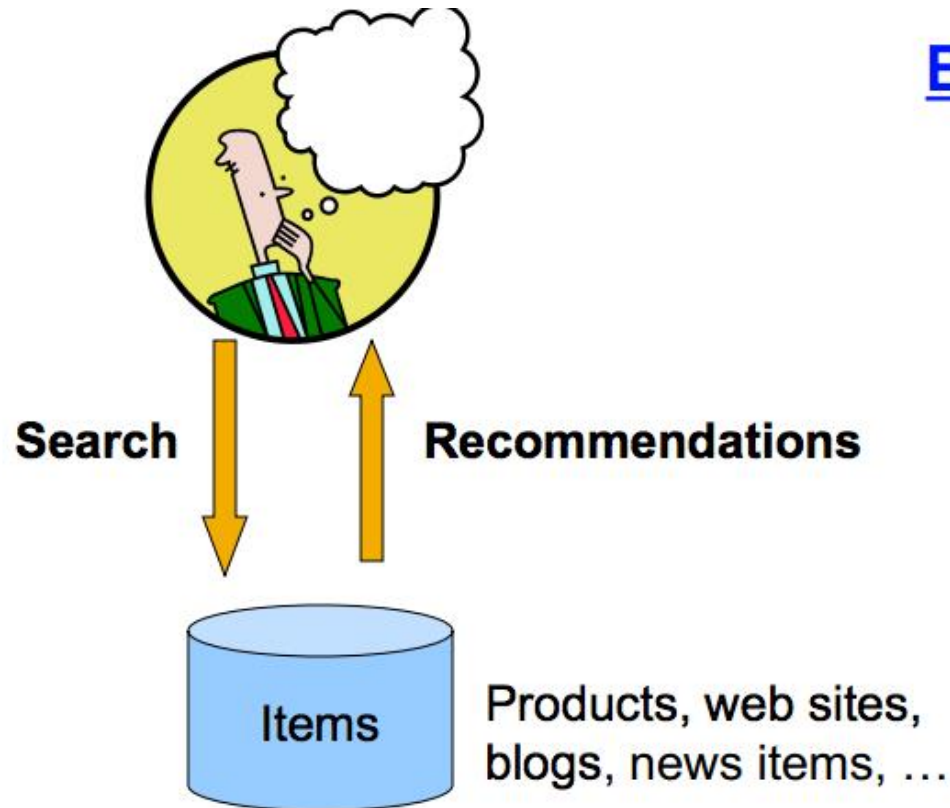 E
Search
Recommendations
Items
Products, web sites,
blogs, news items, …